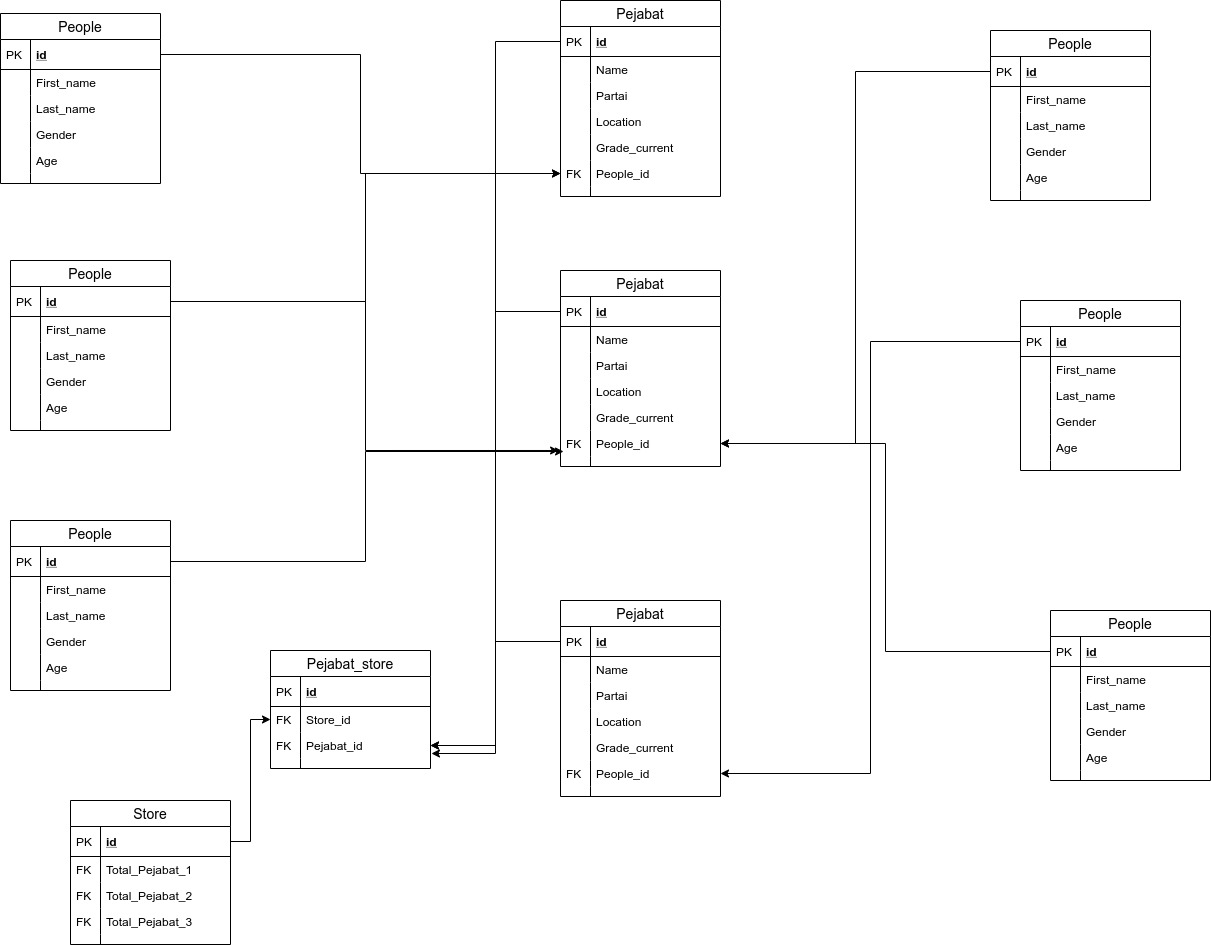 People
PK id
First_name
Last_name
Gender
Age
Pejabat
PK id
Name
Partai
Location
Grade_current
FK People_id
People
PK id
First_name
Last_name
Gender
Age
People
PK id
First_name
Last_name
Gender
Age
Pejabat
PK id
Name
Partai
Location
Grade_current
FK People_id
People
PK id
First_name
Last_name
Gender
Age
People
PK id
First_name
Last_name
Gender
Age
Pejabat_store
PK id
FK Store_id
FK Pejabat_id
Pejabat
PK id
Name
Partai
Location
Grade_current
FK People_id
People
PK id
First_name
Last_name
Gender
Age
Store
PK id
FK Total_Pejabat_1
FK Total_Pejabat_2
FK Total_Pejabat_3